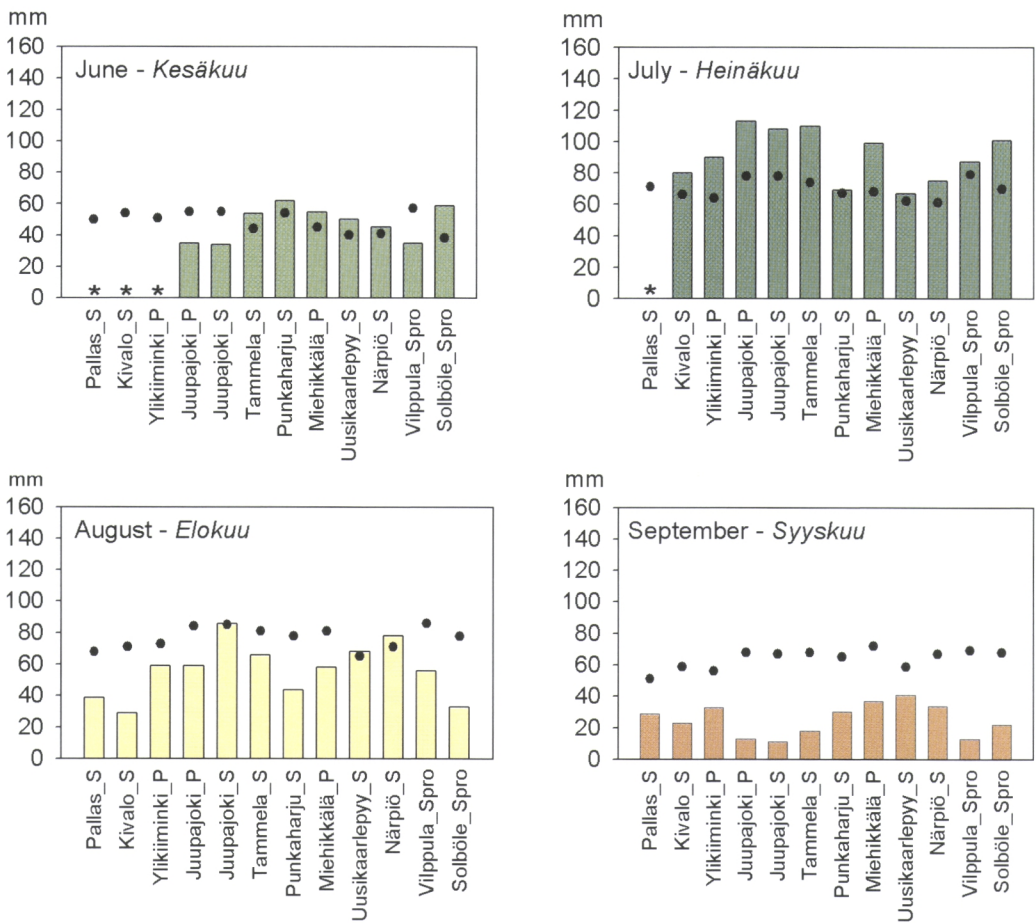 mm
160
140
120
100
80
60
40
20
0
June - Kesäkuu
* * *
Pallas_S
Kivalo_S
Ylikiiminki_P
Juupajoki_P
Juupajoki_S
Tammela_S
Punkaharju_S
Miehikkälä_P
Uusikaarlepyy_S
Närpiö_S
Vilppula_Spro
Solböle_Spro
mm
160
140
120
100
80
60
40
20
0
July - Heinäkuu
*
Pallas_S
Kivalo_S
Ylikiiminki_P
Juupajoki_P
Juupajoki_S
Tammela_S
Punkaharju_S
Miehikkälä_P
Uusikaarlepyy_S
Närpiö_S
Vilppula_Spro
Solböle_Spro
mm
160
140
120
100
80
60
40
20
0
August - Elokuu
Pallas_S
Kivalo_S
Ylikiiminki_P
Juupajoki_P
Juupajoki_S
Tammela_S
Punkaharju_S
Miehikkälä_P
Uusikaarlepyy_S
Närpiö_S
Vilppula_Spro
Solböle_Spro
mm
160
140
120
100
80
60
40
20
0
September - Syyskuu
Pallas_S
Kivalo_S
Ylikiiminki_P
Juupajoki_P
Juupajoki_S
Tammela_S
Punkaharju_S
Miehikkälä_P
Uusikaarlepyy_S
Närpiö_S
Vilppula_Spro
Solböle_Spro